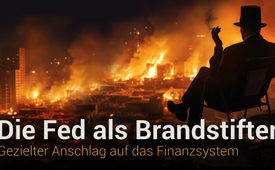 Die Fed als Brandstifter
Gezielter Anschlag auf das Finanzsystem